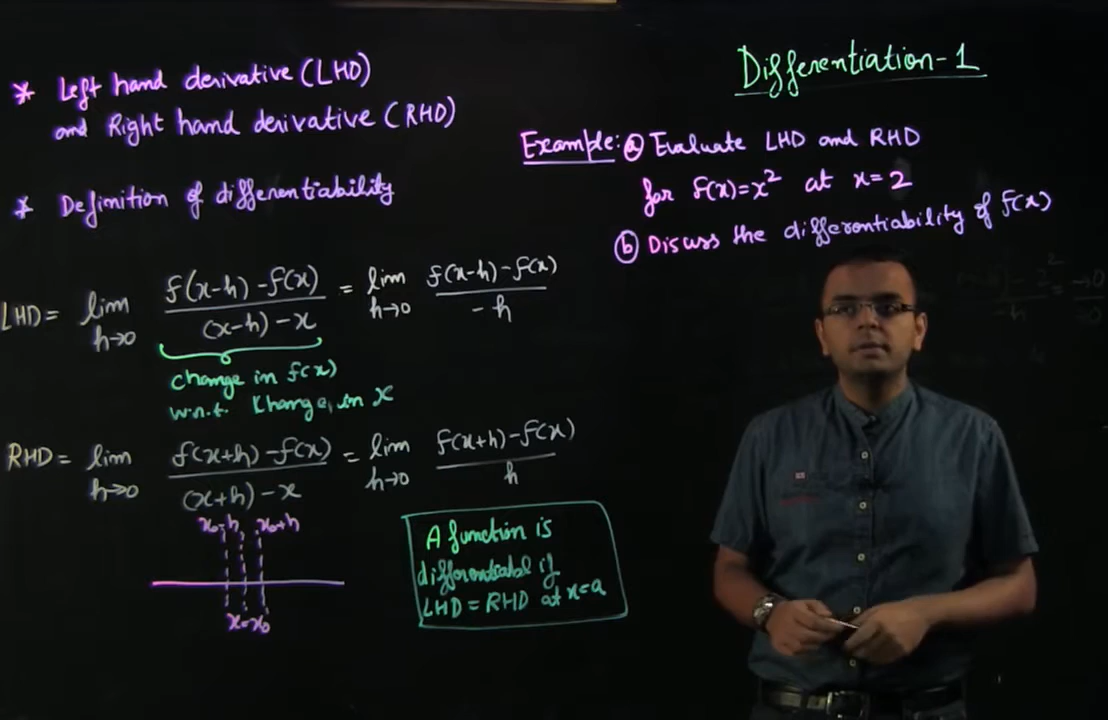 Differentiation-1
* Left hand derivative (LHD)
and Right hand derivative (RHD)
* Definition of differentiability
LHD = lim h→0 f(x-h) - f(x) / (x-h) - x = lim h→0 f(x-h) - f(x) / -h
change in f(x)
w.r.t. change in x
RHD = lim h→0 f(x+h) - f(x) / (x+h) - x = lim h→0 f(x+h) - f(x) / h
x₀-h x₀+h
x=x₀
A function is
differentiabel if
LHD = RHD at x=a
Example: ⓐ Evaluate LHD and RHD
for f(x)=x² at x=2
ⓑ Discuss the differentiability of f(x)